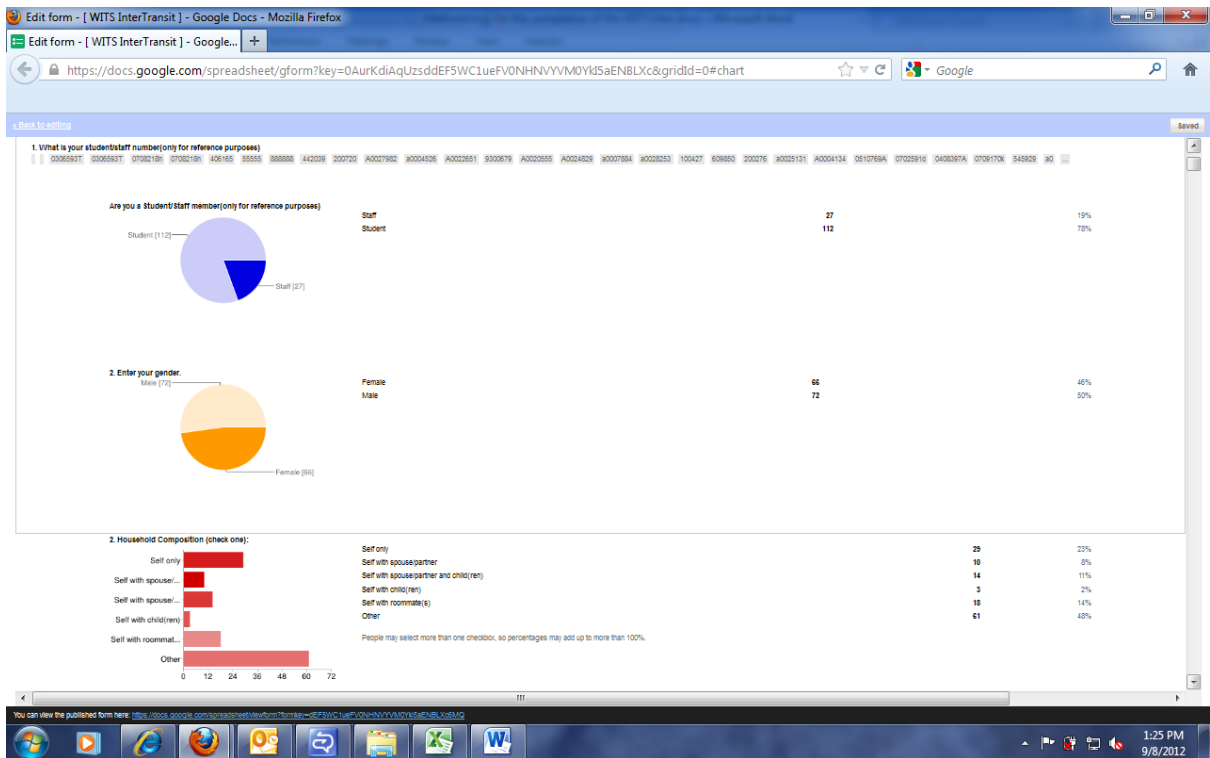 Edit form - [ WITS InterTransit ] - Google Docs - Mozilla Firefox
Edit form - [ WITS InterTransit ] - Google...
https://docs.google.com/spreadsheet/gform?key=0AurKdiAqUzsddEF5WC1ueFV0NHNVYVM0YkI5aENBLXc&gridId=0#chart
Google
« Back to editing
Saved
1. What is your student/staff number(only for reference purposes)
0306593T 0306593T 0708218h 0708218h 406165 55555 888888 442039 200720 A0027982 a0004526 A0022651 9300679 A0020555 A0024829 a0007884 a0028253 100427 609850 200276 a0025131 A0004134 0510769A 0702591d 0408397A 0709170k 545929 a0 ...
Are you a Student/Staff member(only for reference purposes)
Student [112]
Staff [27]
Staff 27 19%
Student 112 78%
2. Enter your gender.
Male [72]
Female [66]
Female 66 46%
Male 72 50%
2. Household Composition (check one):
Self only
Self with spouse/...
Self with spouse/...
Self with child(ren)
Self with roommat...
Other
0 12 24 36 48 60 72
Self only 29 23%
Self with spouse/partner 10 8%
Self with spouse/partner and child(ren) 14 11%
Self with child(ren) 3 2%
Self with roommate(s) 18 14%
Other 61 48%
People may select more than one checkbox, so percentages may add up to more than 100%.
You can view the published form here:
1:25 PM
9/8/2012